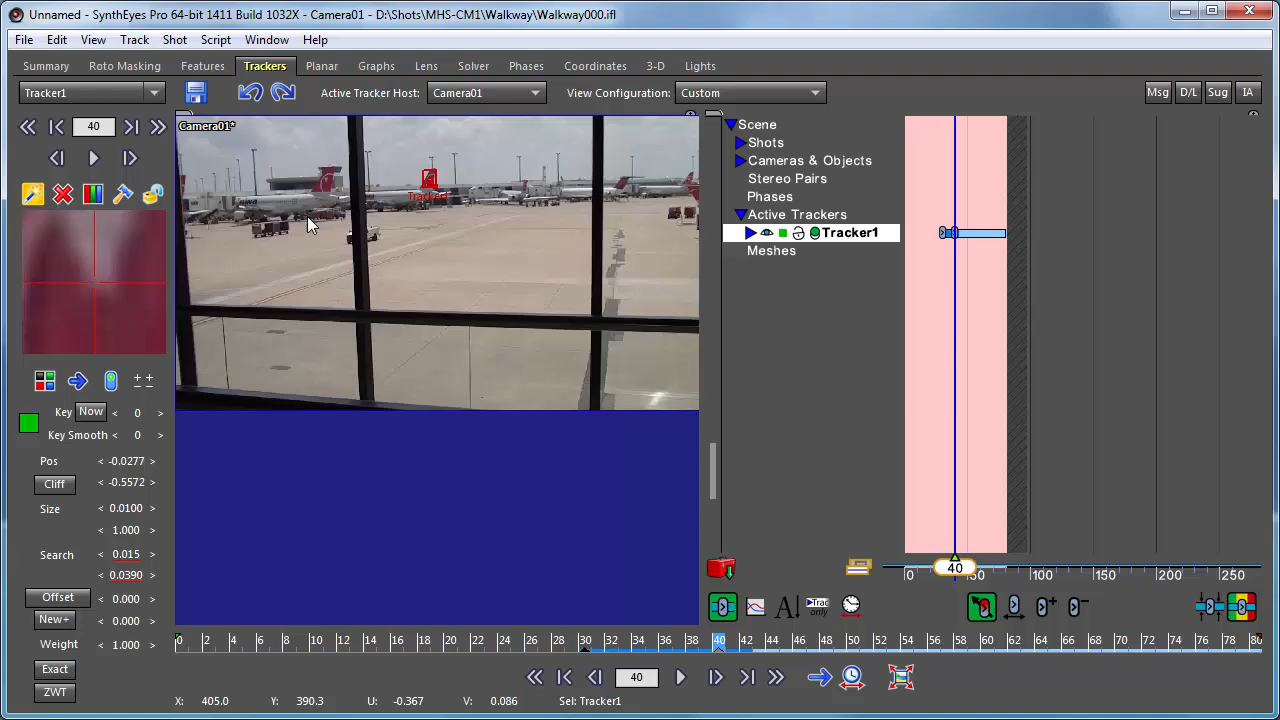 Unnamed - SynthEyes Pro 64-bit 1411 Build 1032X - Camera01 - D:\Shots\MHS-CM1\Walkway\Walkway000.ifl
File Edit View Track Shot Script Window Help
Summary Roto Masking Features Trackers Planar Graphs Lens Solver Phases Coordinates 3-D Lights
Tracker1 Active Tracker Host: Camera01 View Configuration: Custom Msg D/L Sug IA
40
Camera01*
Tracker1
Scene
Shots
Cameras & Objects
Stereo Pairs
Phases
Active Trackers
Tracker1
Meshes
Key Now < 0 >
Key Smooth < 0 >
Pos < -0.0277 >
Cliff < -0.5572 >
Size < 0.0100 >
< 1.000 >
Search < 0.015 >
< 0.0390 >
Offset < 0.000 >
New+ < 0.000 >
Weight < 1.000 >
Exact
ZWT
0 40 50 100 150 200 250
A Trac only
0 2 4 6 8 10 12 14 16 18 20 22 24 26 28 30 32 34 36 38 40 42 44 46 48 50 52 54 56 58 60 62 64 66 68 70 72 74 76 78 80
40
X: 405.0 Y: 390.3 U: -0.367 V: 0.086 Sel: Tracker1